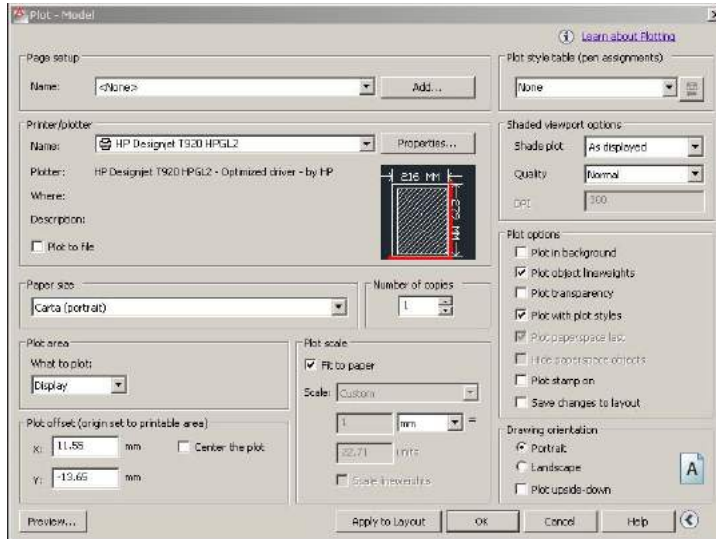 Plot - Model
Learn about Plotting
Page setup
Name: <None> Add...
Plot style table (pen assignments)
None
Printer/plotter
Name: HP Designjet T920 HPGL2 Properties...
Plotter: HP Designjet T920 HPGL2 - Optimized driver - by HP
Where:
Description:
Plot to file
216 MM
279 MM
Shaded viewport options
Shade plot As displayed
Quality Normal
DPI 300
Paper size
Carta (portrait)
Number of copies
1
Plot options
Plot in background
Plot object lineweights
Plot transparency
Plot with plot styles
Plot paperspace last
Hide paperspace objects
Plot stamp on
Save changes to layout
Plot area
What to plot:
Display
Plot scale
Fit to paper
Scale: Custom
1 mm =
22.71 units
Scale lineweights
Plot offset (origin set to printable area)
X: 11.55 mm Center the plot
Y: -13.65 mm
Drawing orientation
Portrait
Landscape
Plot upside-down
A
Preview... Apply to Layout OK Cancel Help